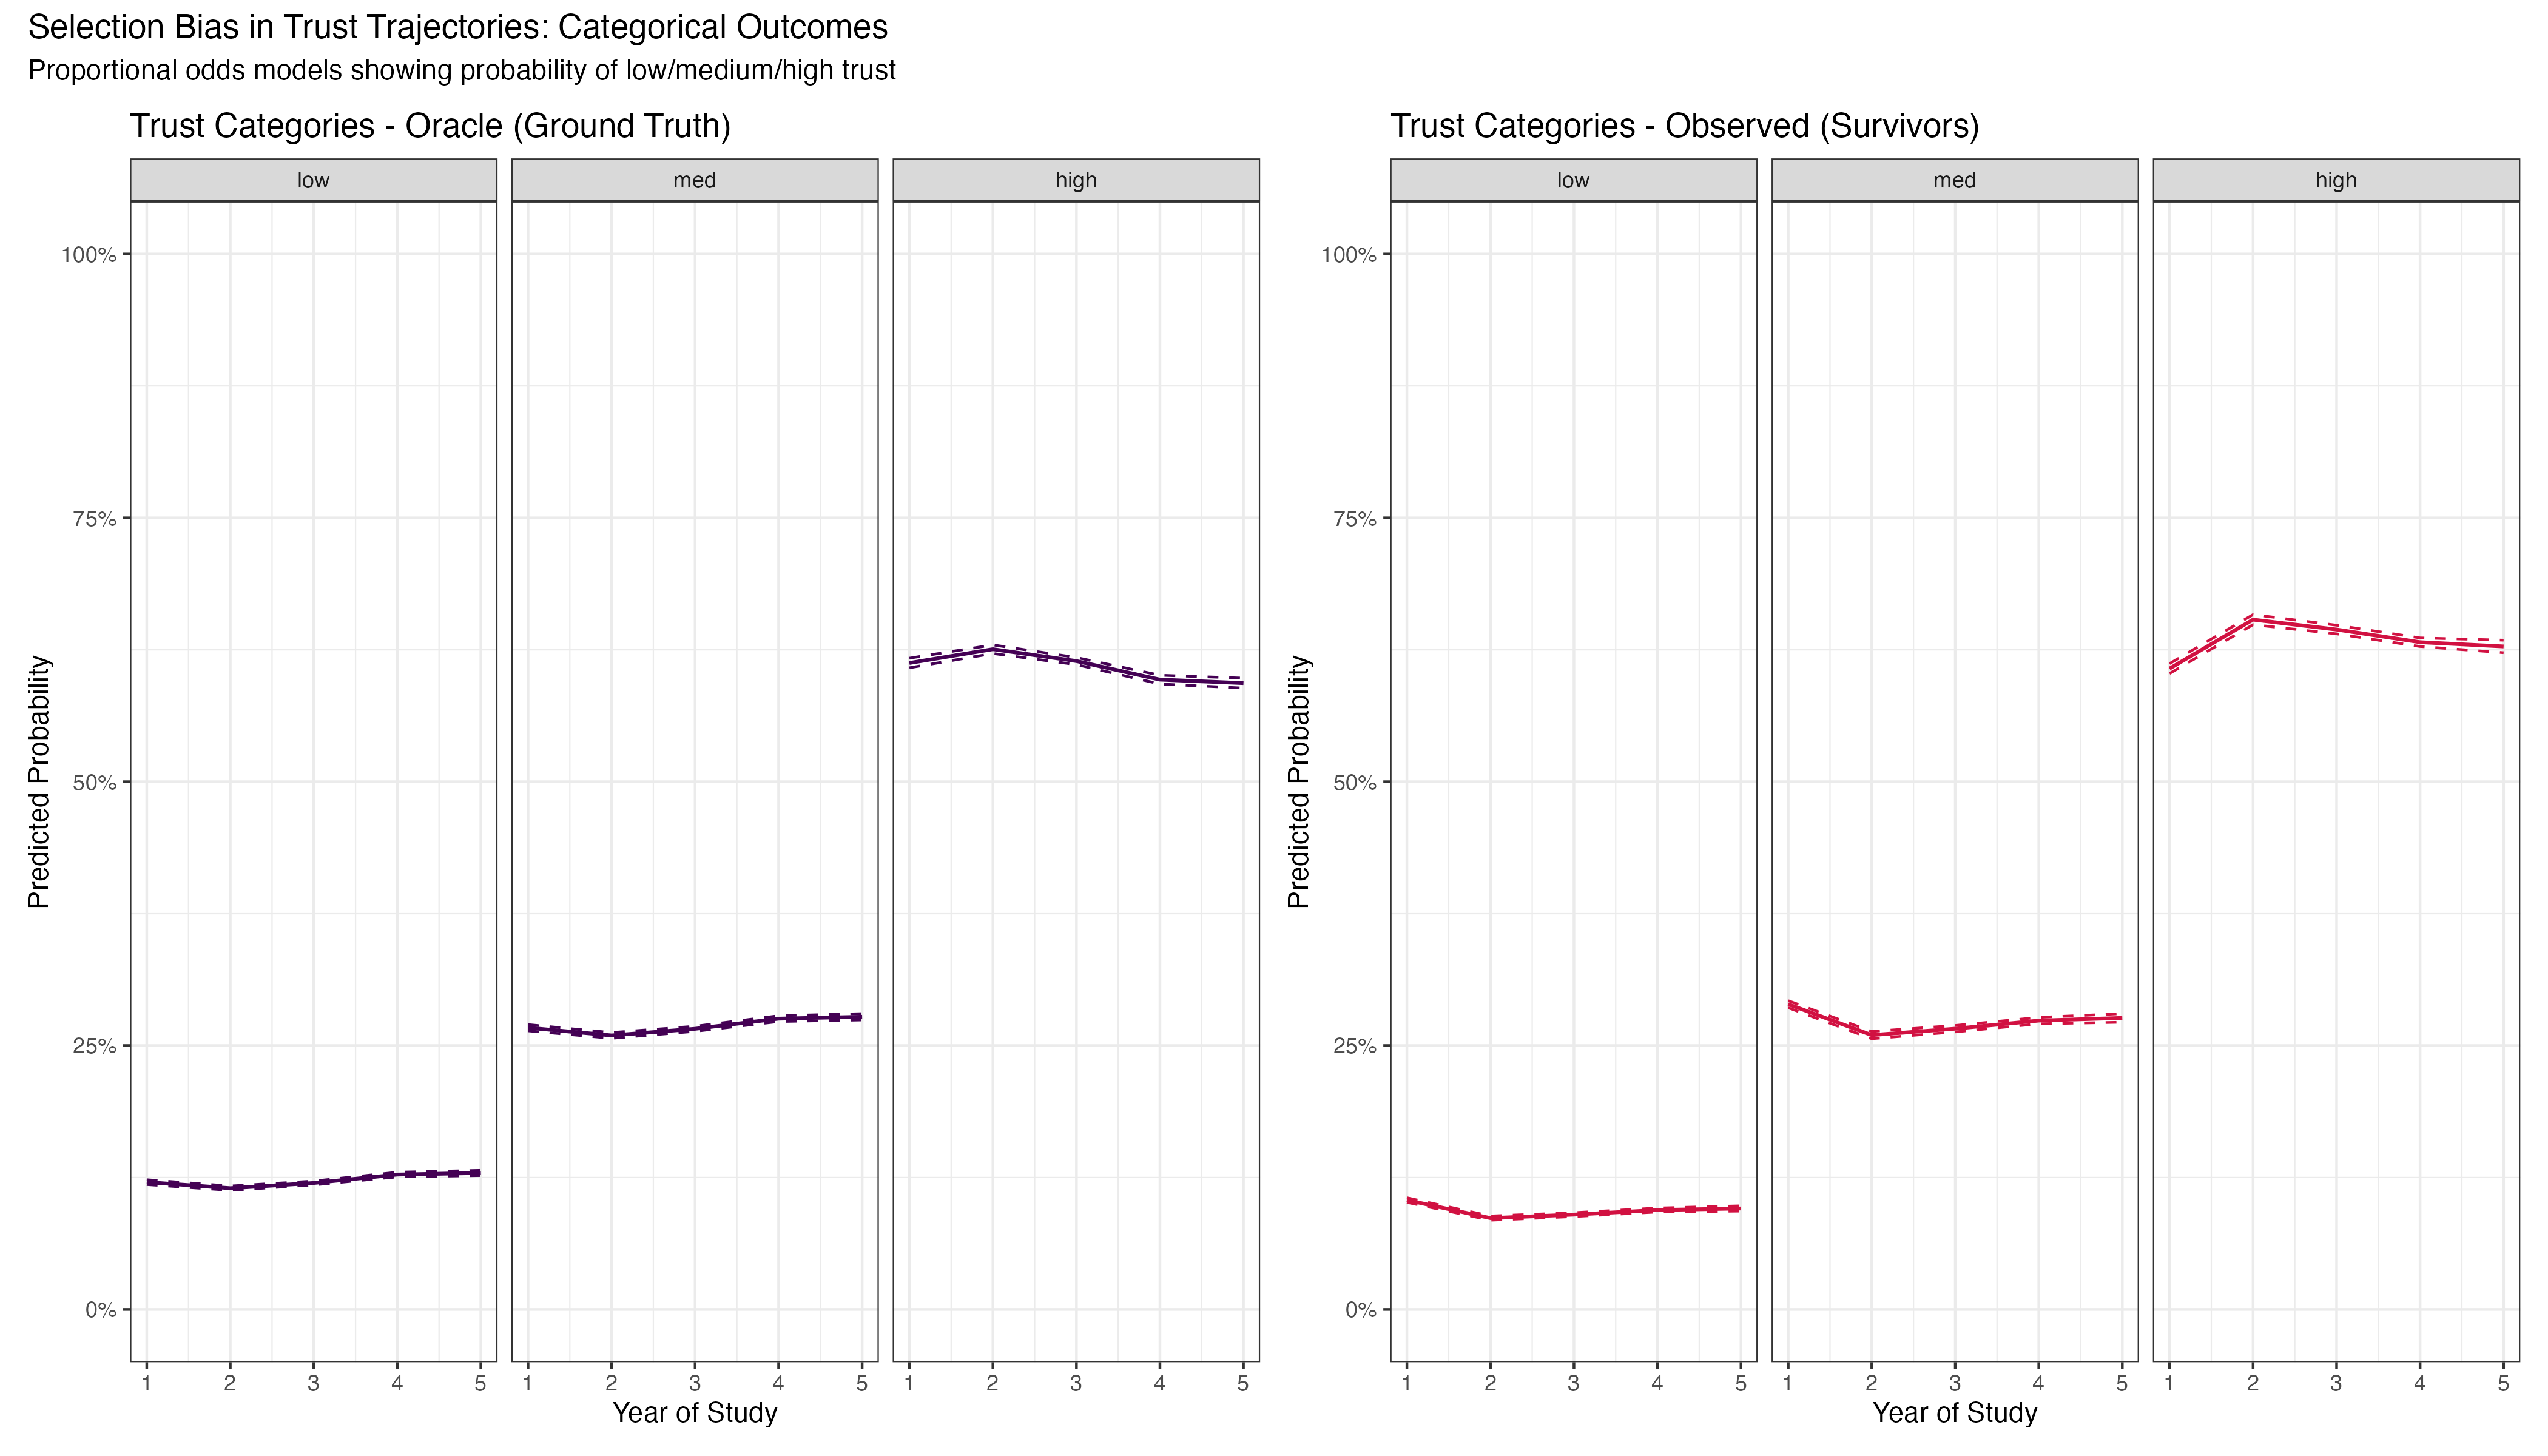 Selection Bias in Trust Trajectories: Categorical Outcomes
Proportional odds models showing probability of low/medium/high trust
Trust Categories - Oracle (Ground Truth)
low
med
high
100%
75%
50%
25%
0%
Predicted Probability
1 2 3 4 5
1 2 3 4 5
1 2 3 4 5
Year of Study
Trust Categories - Observed (Survivors)
low
med
high
100%
75%
50%
25%
0%
Predicted Probability
1 2 3 4 5
1 2 3 4 5
1 2 3 4 5
Year of Study